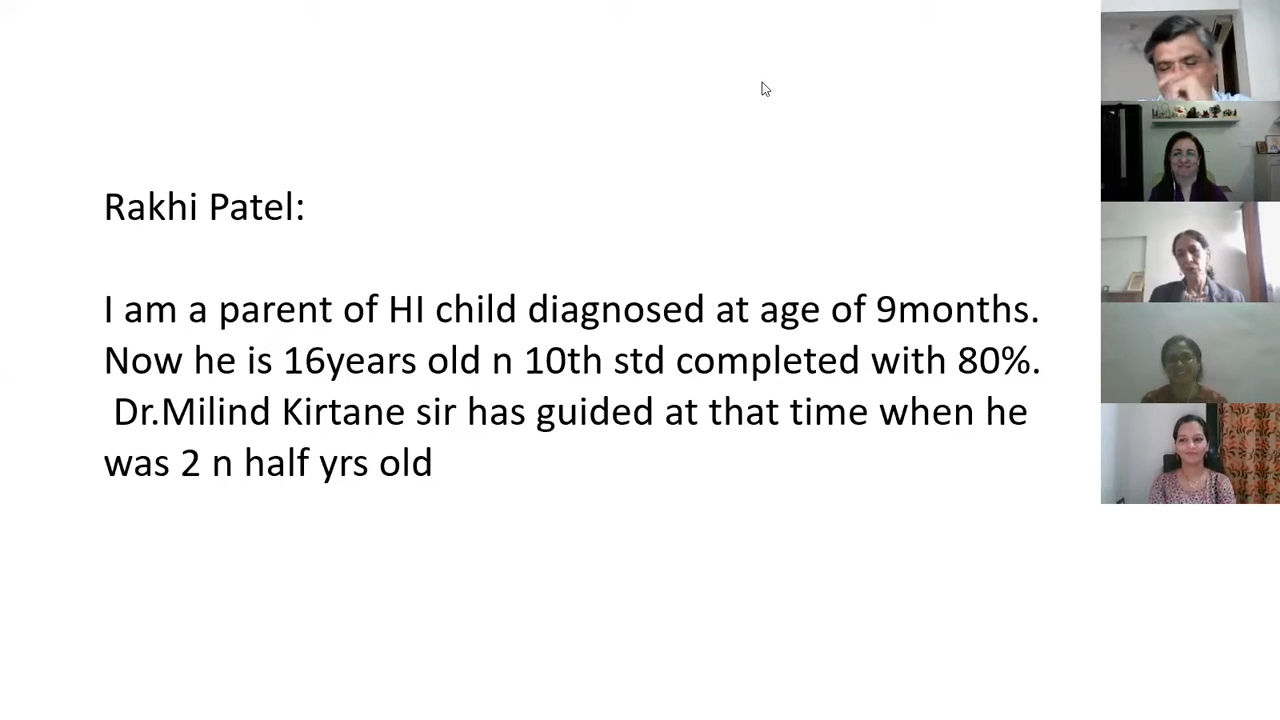 Rakhi Patel:
I am a parent of HI child diagnosed at age of 9months.
Now he is 16years old n 10th std completed with 80%.
Dr.Milind Kirtane sir has guided at that time when he
was 2 n half yrs old